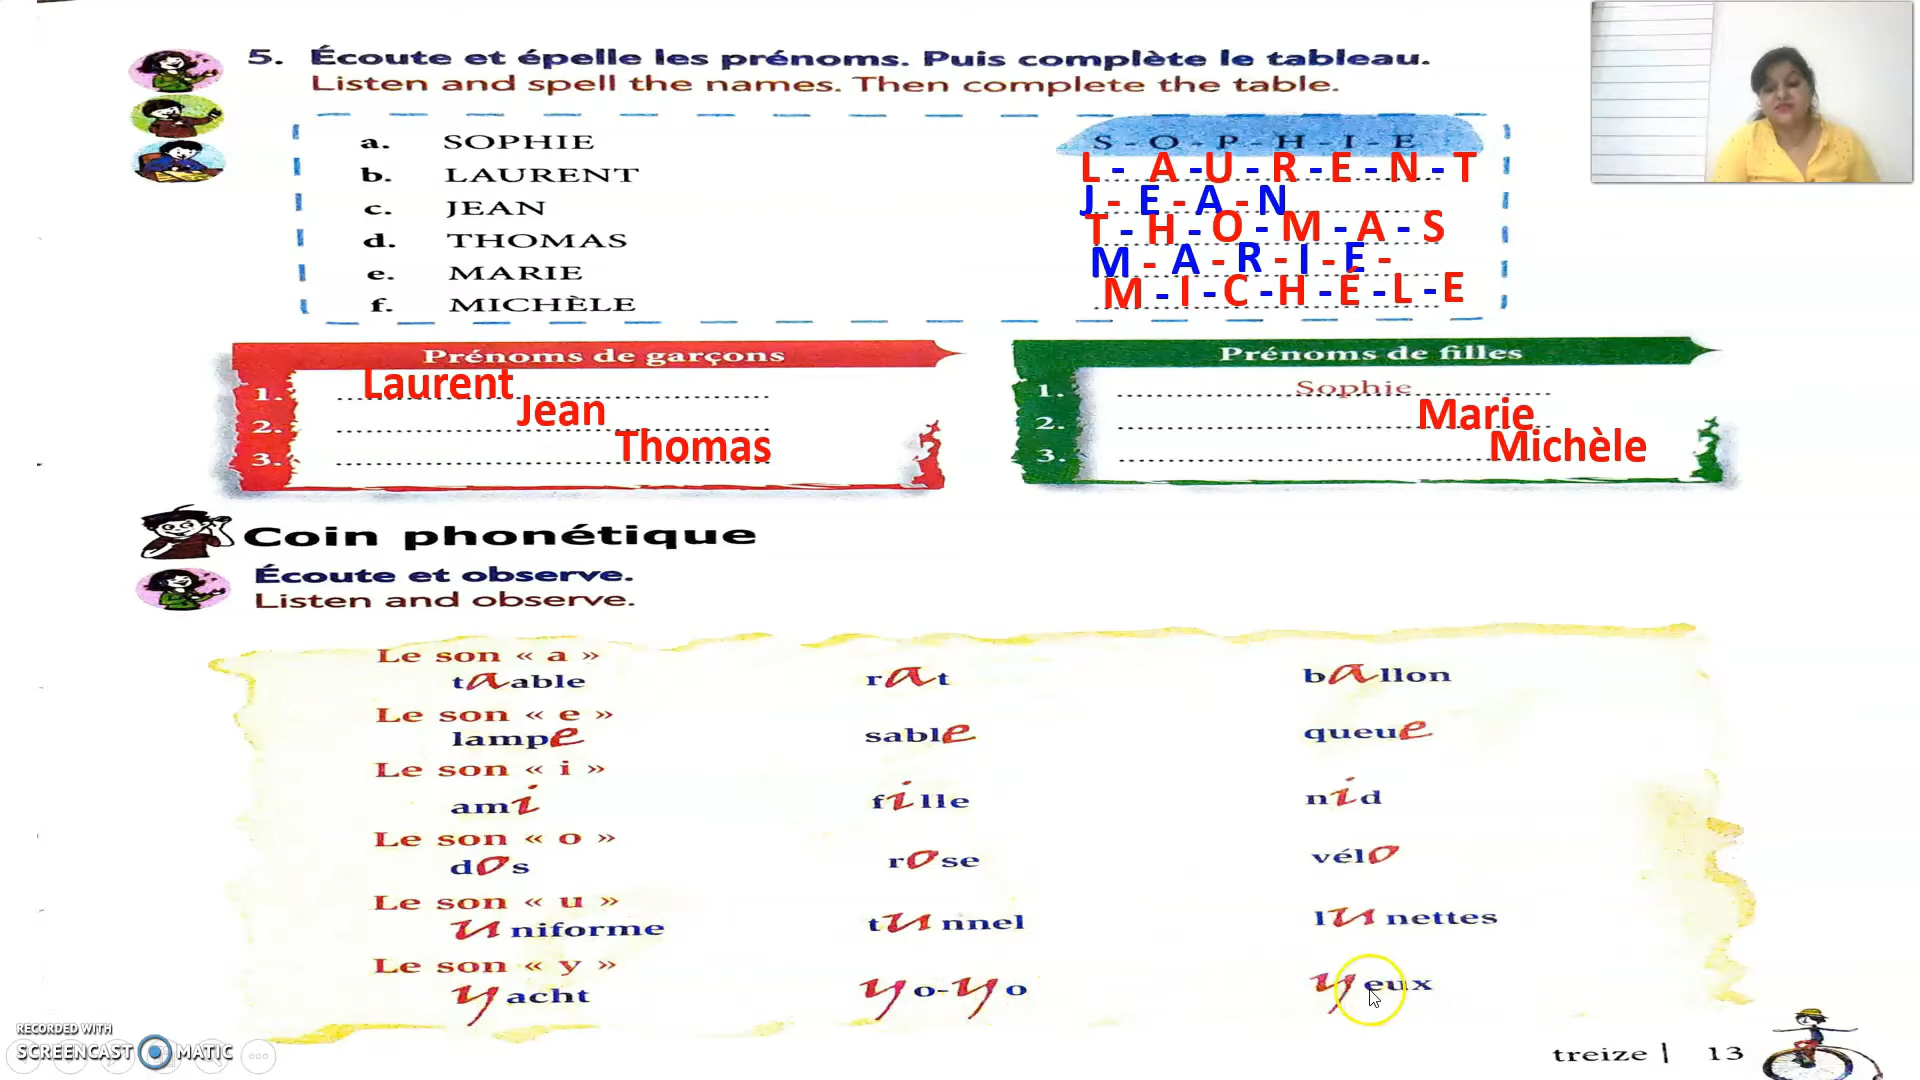 5. Écoute et épelle les prénoms. Puis complète le tableau.
Listen and spell the names. Then complete the table.
a. SOPHIE S - O - P - H - I - E
b. LAURENT L - A - U - R - E - N - T
c. JEAN J - E - A - N
d. THOMAS T - H - O - M - A - S
e. MARIE M - A - R - I - E -
f. MICHÈLE M - I - C - H - É - L - E
Prénoms de garçons
1. Laurent
2. Jean
3. Thomas
Prénoms de filles
1. Sophie
2. Marie
3. Michèle
Coin phonétique
Écoute et observe.
Listen and observe.
Le son « a »
taable rat ballon
Le son « e »
lampe sable queue
Le son « i »
ami fille nid
Le son « o »
dos rose vélo
Le son « u »
uniforme tunnel lunettes
Le son « y »
yacht yo-yo yeux
treize | 13
RECORDED WITH
SCREENCAST MATIC